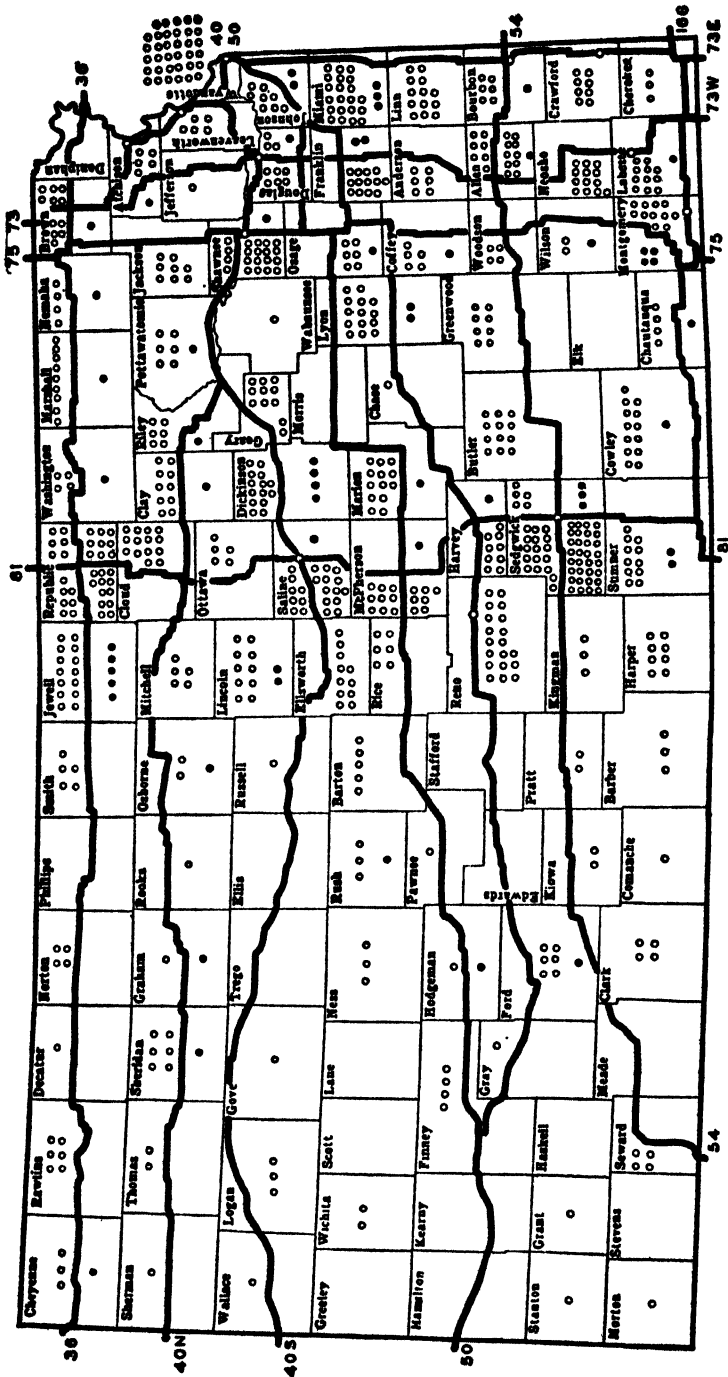 81
75
73
Cheyenne
Rawlins
Decatur
Norton
Phillips
Smith
Jewell
Republic
Washington
Marshall
Nemaha
Brown
Doniphan
36
36
Sherman
Thomas
Sheridan
Graham
Rooks
Osborne
Mitchell
Cloud
Clay
Riley
Pottawatomie
Jackson
Atchison
Jefferson
Leavenworth
Wyandotte
40N
40
50
Wallace
Logan
Gove
Trego
Ellis
Russell
Lincoln
Ottawa
Saline
Dickinson
Geary
Wabaunsee
Shawnee
Douglas
Johnson
40S
Ellsworth
Morris
Osage
Franklin
Miami
Greeley
Wichita
Scott
Lane
Ness
Rush
Barton
Rice
McPherson
Marion
Chase
Lyon
Coffey
Anderson
Linn
Hamilton
Kearny
Finney
Hodgeman
Pawnee
Stafford
Reno
Harvey
Butler
Greenwood
Woodson
Allen
Bourbon
50
54
Gray
Ford
Edwards
Pratt
Kingman
Sedgwick
Elk
Wilson
Neosho
Crawford
Stanton
Grant
Haskell
Kiowa
Morton
Stevens
Seward
Meade
Clark
Comanche
Barber
Harper
Sumner
Cowley
Chautauqua
Montgomery
Labette
Cherokee
166
54
81
75
73W
73E